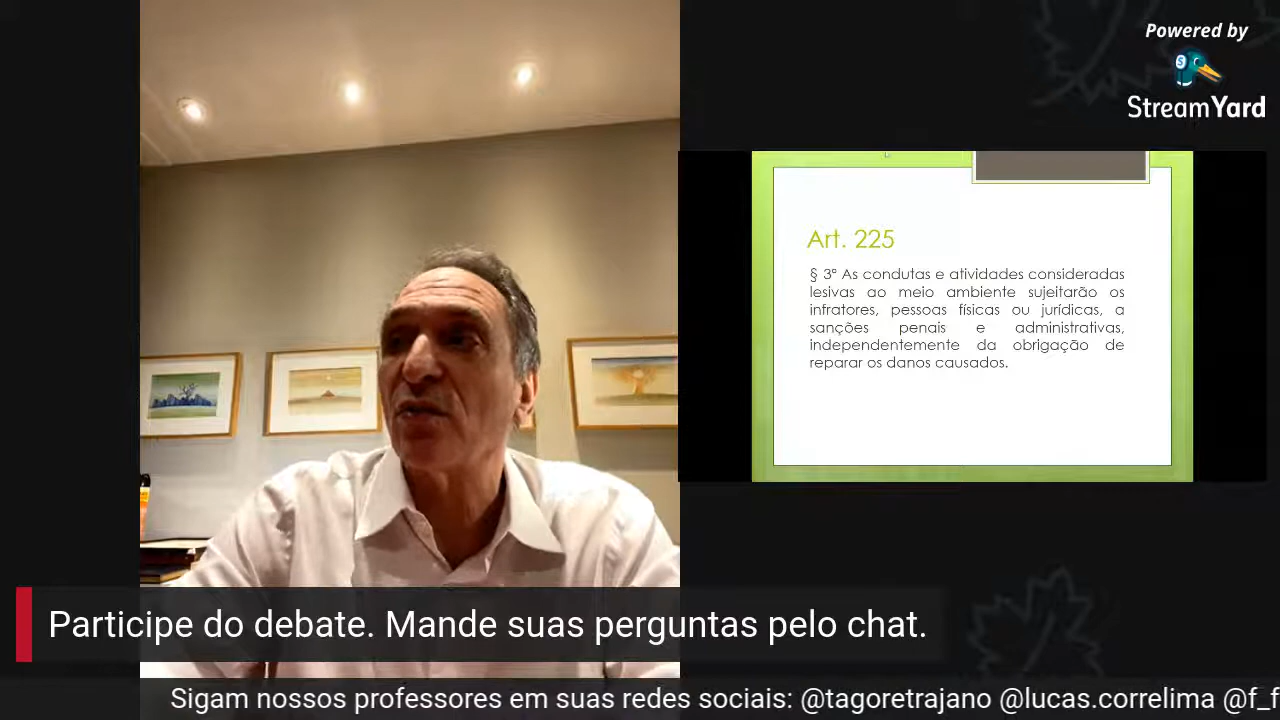 Powered by
StreamYard
Art. 225
§ 3º As condutas e atividades consideradas
lesivas ao meio ambiente sujeitarão os
infratores, pessoas físicas ou jurídicas, a
sanções penais e administrativas,
independentemente da obrigação de
reparar os danos causados.
Participe do debate. Mande suas perguntas pelo chat.
Sigam nossos professores em suas redes sociais: @tagoretrajano @lucas.correlima @f_f